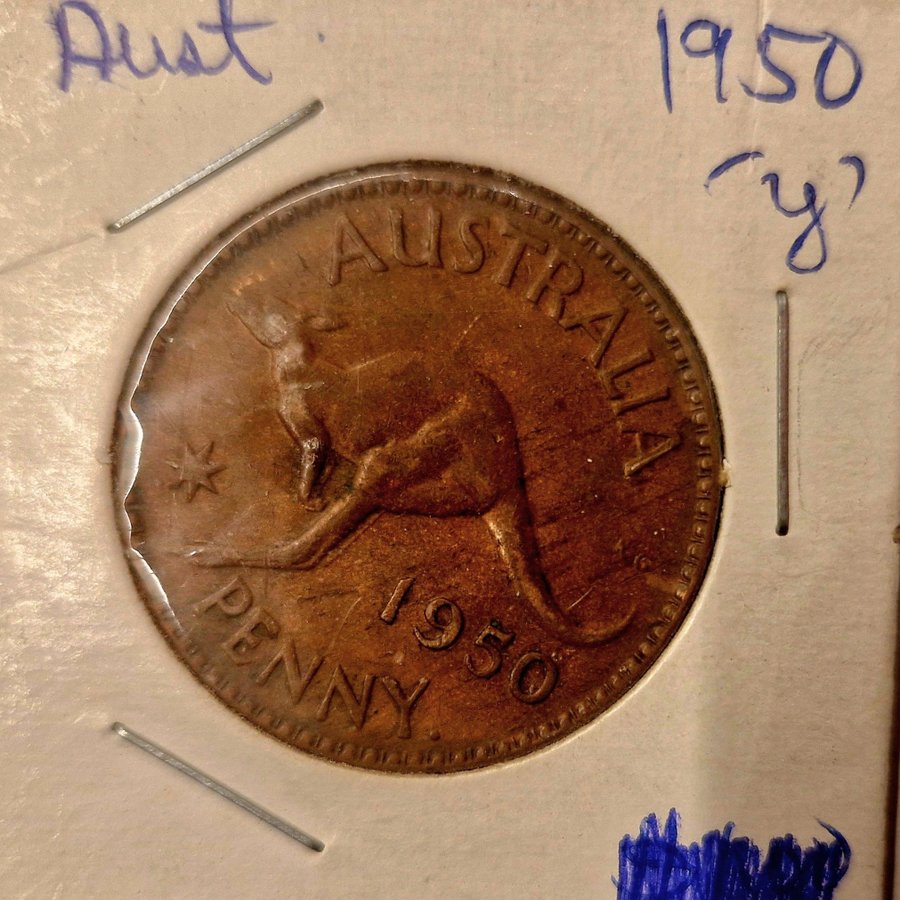 Aust.
1950
'y'
AUSTRALIA
1950
PENNY.